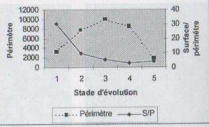 12000
10000
8000
6000
4000
2000
0
Périmètre
40
30
20
10
0
Surface/
périmètre
1 2 3 4 5
Stade d'évolution
Périmètre S/P